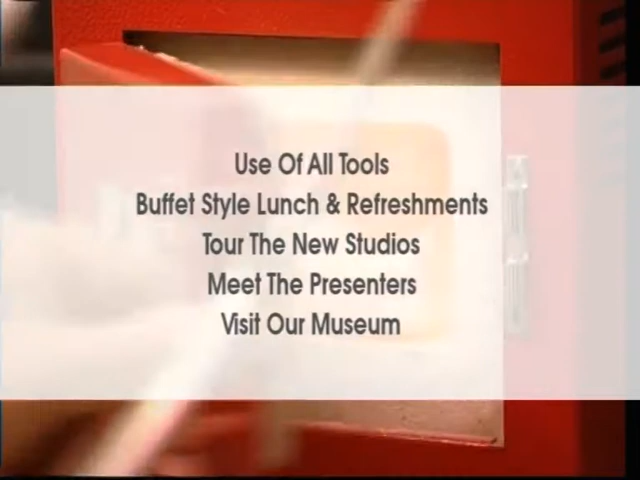 Use Of All Tools
Buffet Style Lunch & Refreshments
Tour The New Studios
Meet The Presenters
Visit Our Museum